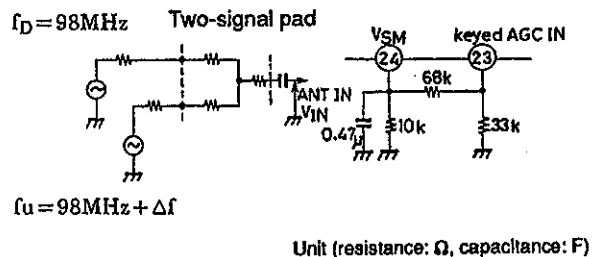 fD=98MHz
Two-signal pad
VSM
keyed AGC IN
24
23
68k
ANT IN
VIN
0.47μ
10k
33k
fu=98MHz+Δf
Unit (resistance: Ω, capacitance: F)